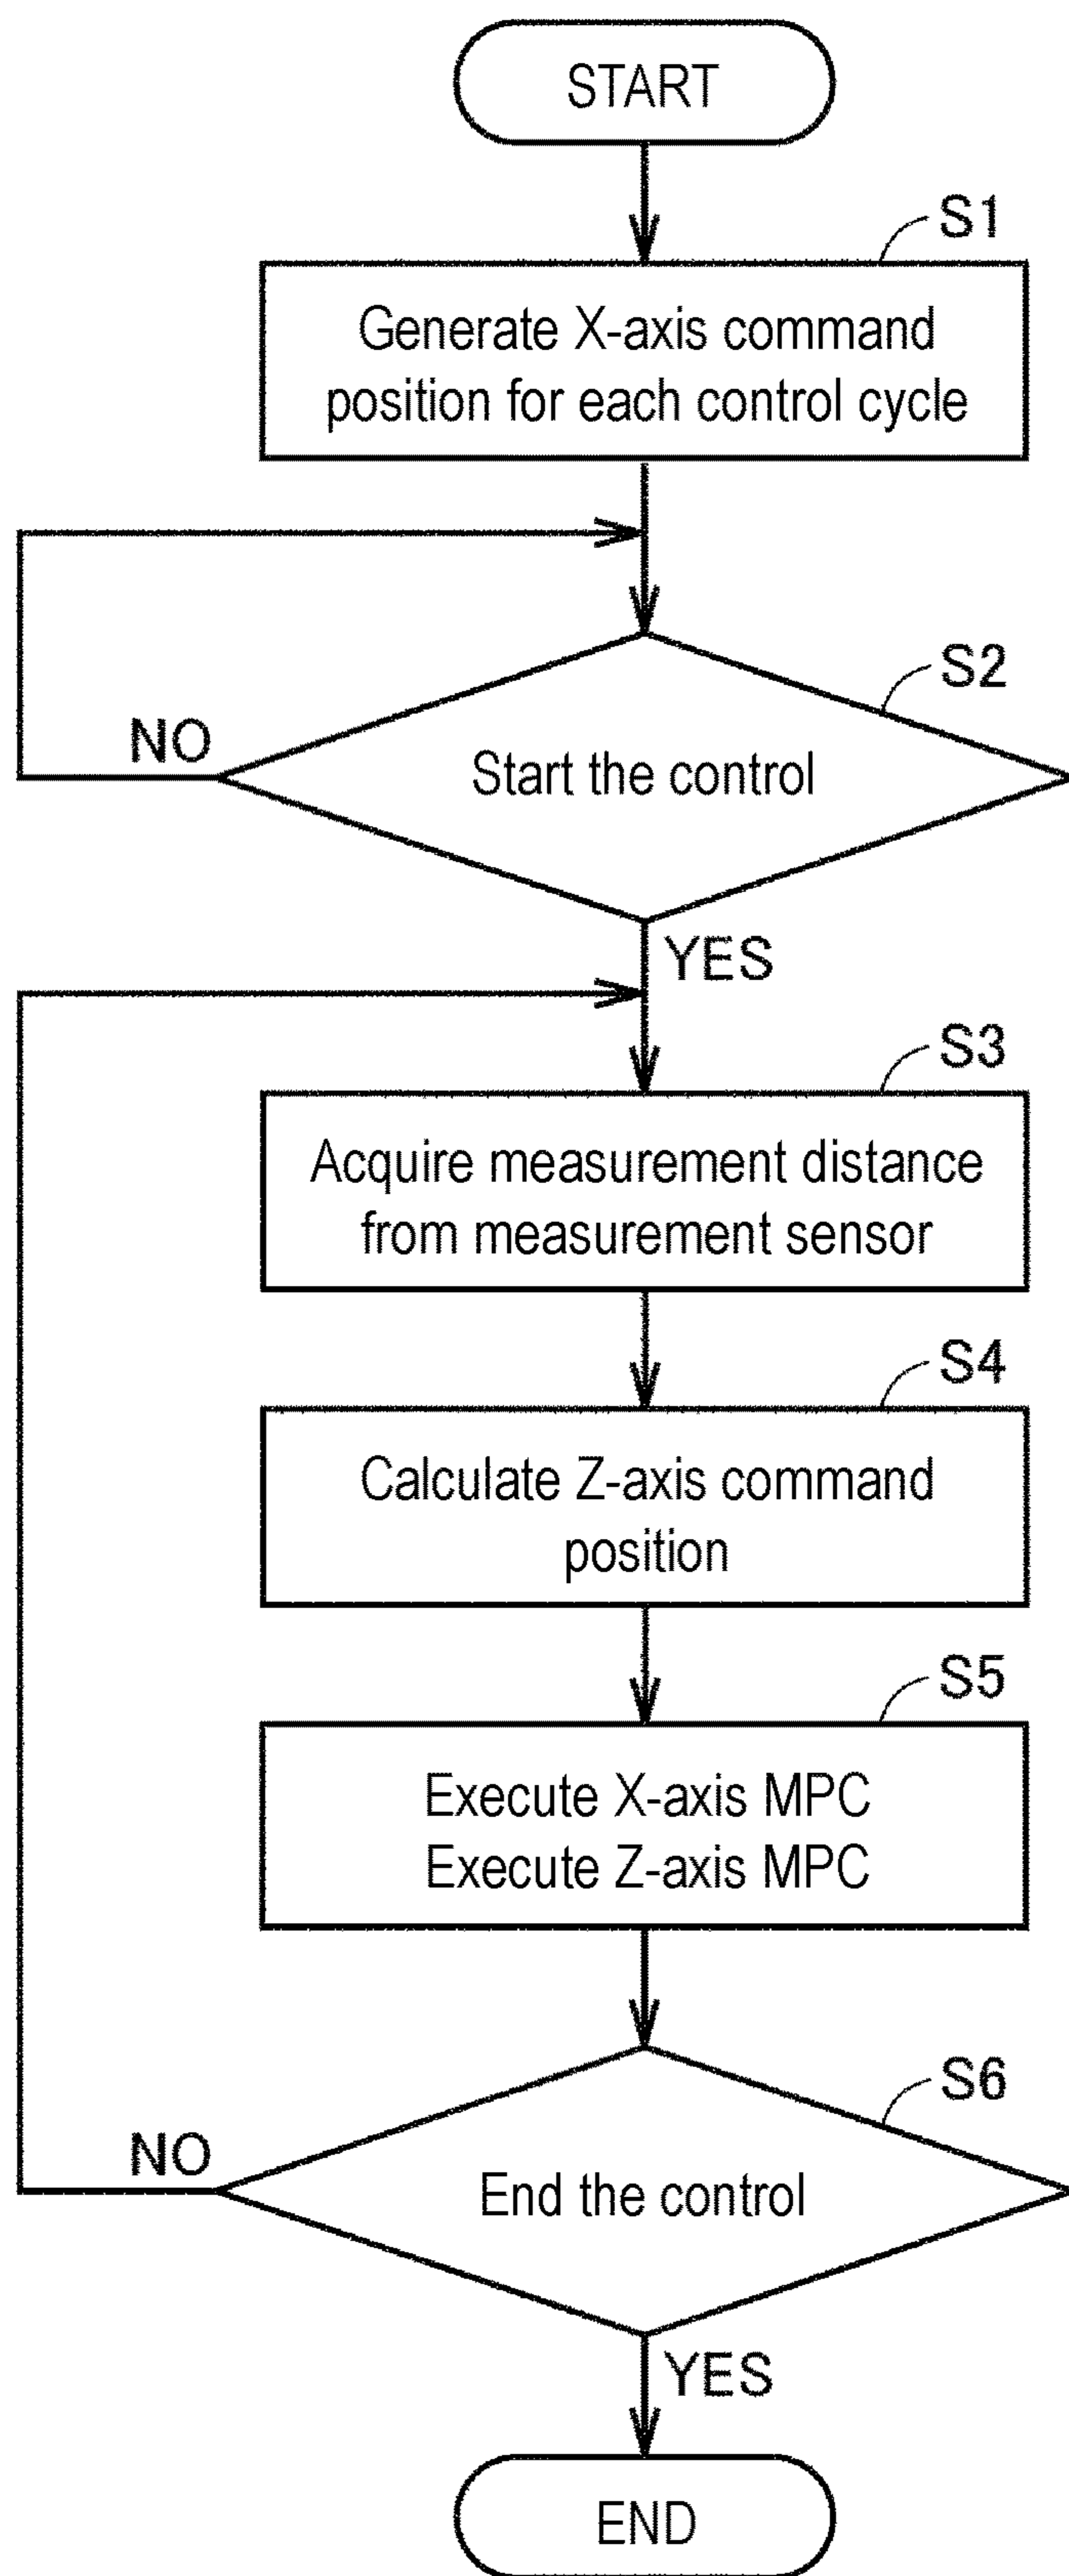 START
S1
Generate X-axis command
position for each control cycle
S2
NO
Start the control
YES
S3
Acquire measurement distance
from measurement sensor
S4
Calculate Z-axis command
position
S5
Execute X-axis MPC
Execute Z-axis MPC
S6
NO
End the control
YES
END